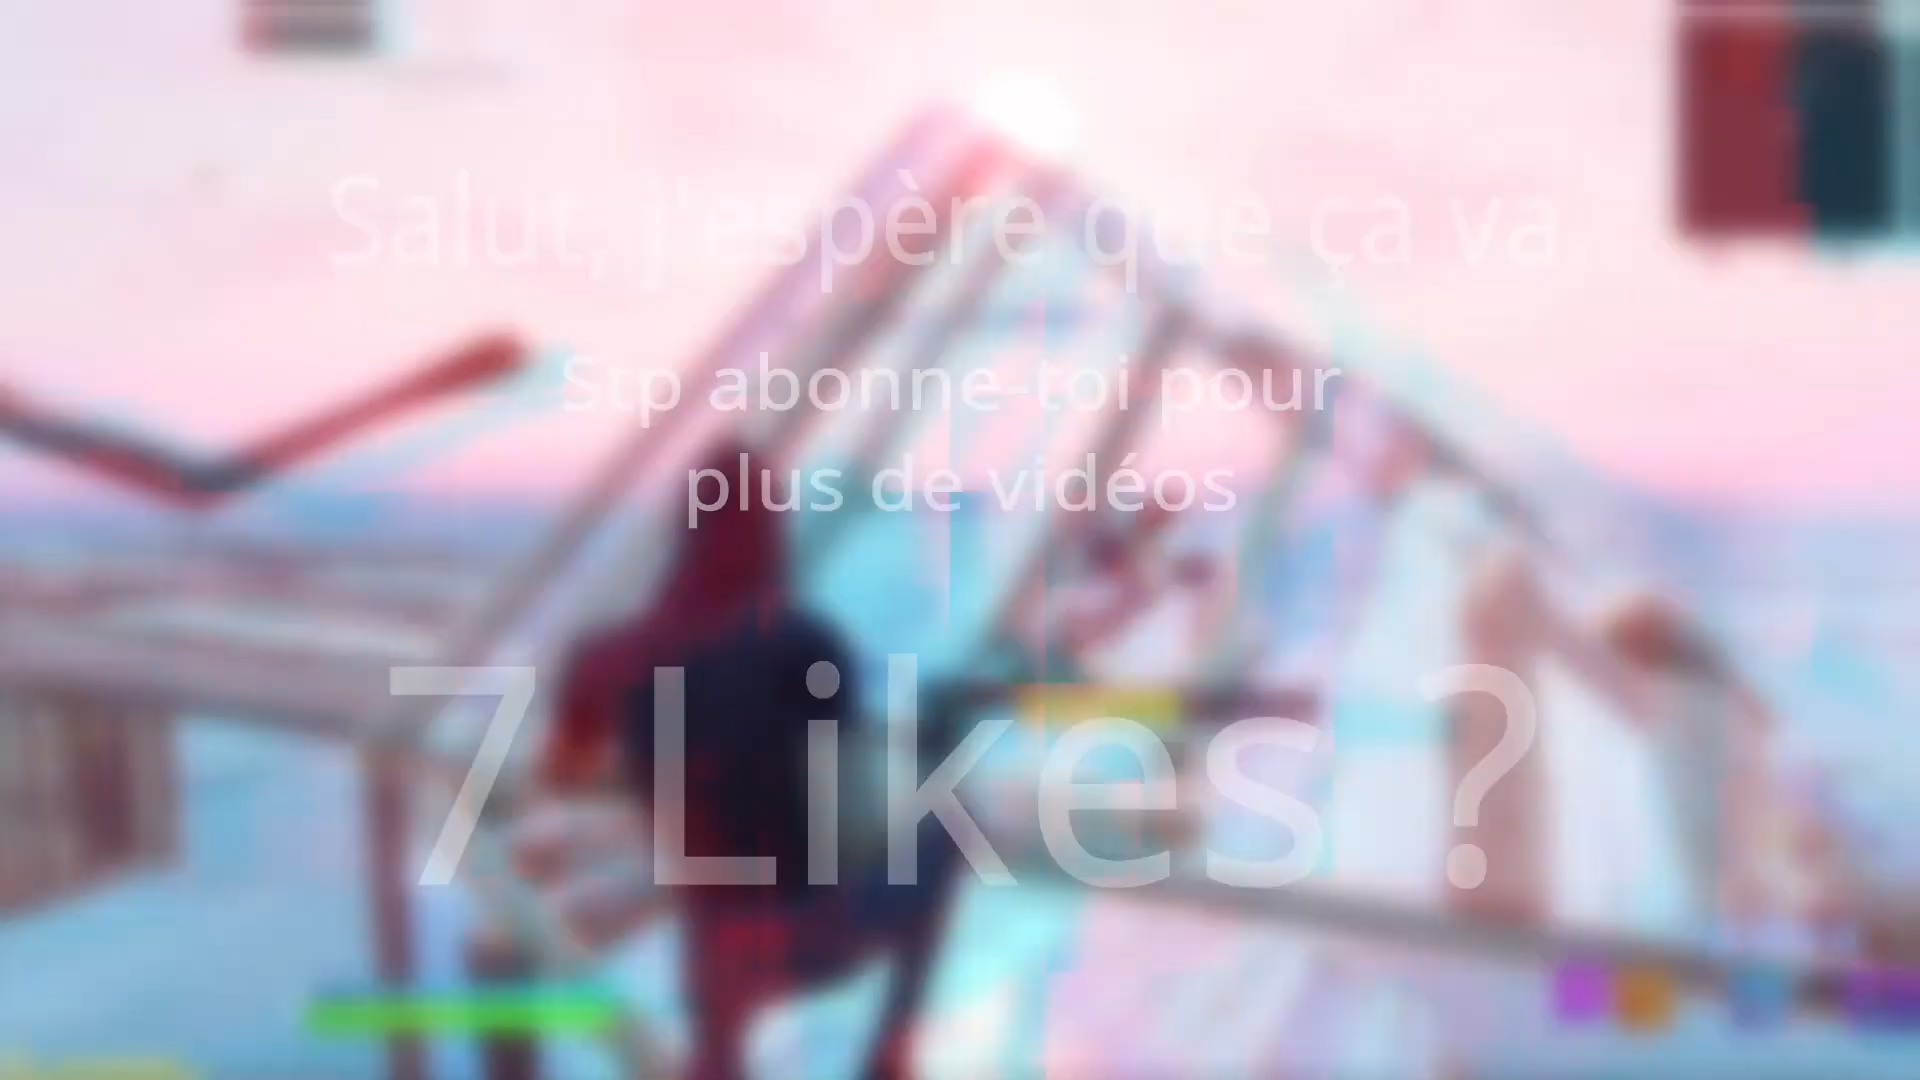 Salut, j'espère que ça va.
Stp abonne-toi pour
plus de vidéos
7 Likes ?